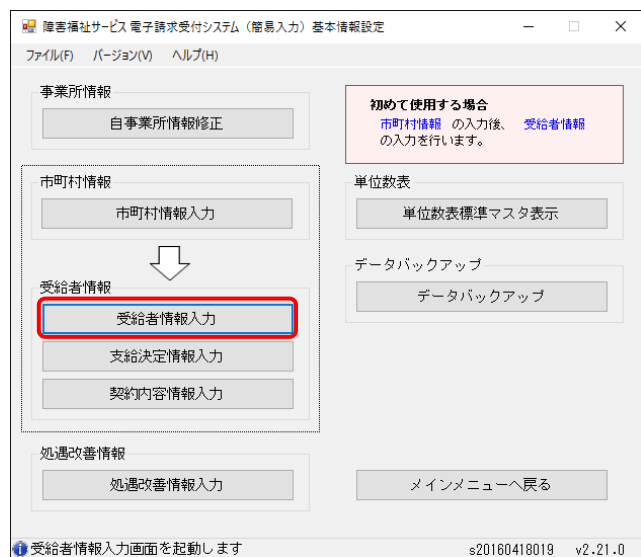 障害福祉サービス 電子請求受付システム（簡易入力） 基本情報設定
ファイル(F) バージョン(V) ヘルプ(H)
事業所情報
自事業所情報修正
初めて使用する場合
市町村情報 の入力後、 受給者情報
の入力を行います。
市町村情報
市町村情報入力
単位数表
単位数表標準マスタ表示
受給者情報
受給者情報入力
支給決定情報入力
契約内容情報入力
データバックアップ
データバックアップ
処遇改善情報
処遇改善情報入力
メインメニューへ戻る
受給者情報入力画面を起動します
s20160418019 v2.21.0